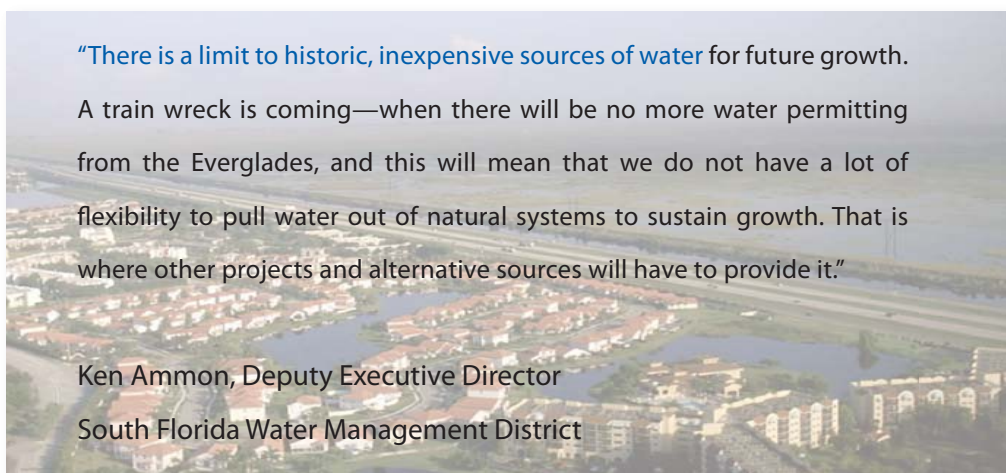 “There is a limit to historic, inexpensive sources of water for future growth.
A train wreck is coming—when there will be no more water permitting
from the Everglades, and this will mean that we do not have a lot of
flexibility to pull water out of natural systems to sustain growth. That is
where other projects and alternative sources will have to provide it.”
Ken Ammon, Deputy Executive Director
South Florida Water Management District